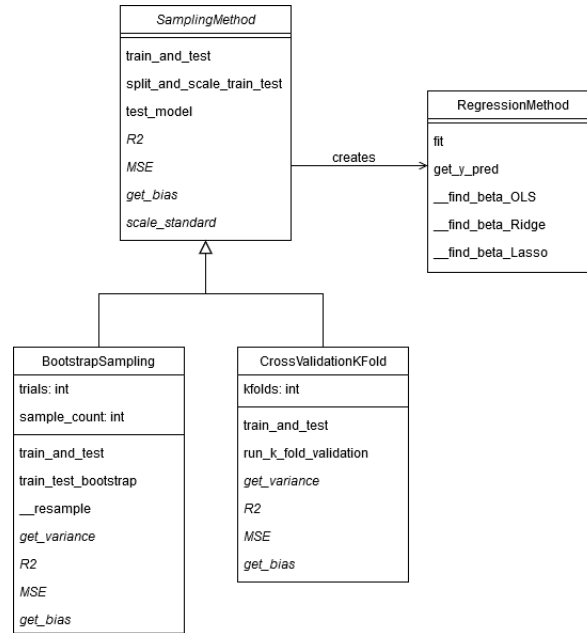 SamplingMethod
train_and_test
split_and_scale_train_test
test_model
R2
MSE
get_bias
scale_standard
creates
RegressionMethod
fit
get_y_pred
__find_beta_OLS
__find_beta_Ridge
__find_beta_Lasso
BootstrapSampling
trials: int
sample_count: int
train_and_test
train_test_bootstrap
__resample
get_variance
R2
MSE
get_bias
CrossValidationKFold
kfolds: int
train_and_test
run_k_fold_validation
get_variance
R2
MSE
get_bias